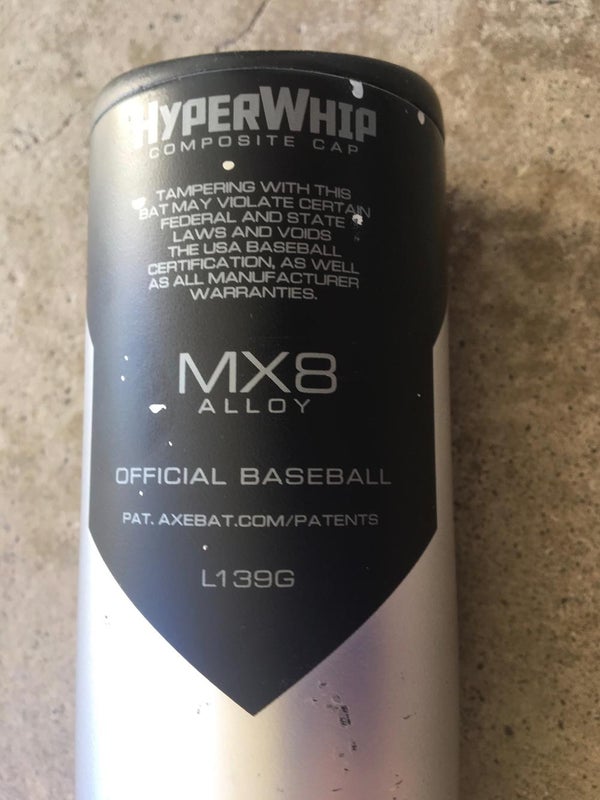 HYPERWHIP
COMPOSITE CAP
TAMPERING WITH THIS
BAT MAY VIOLATE CERTAIN
FEDERAL AND STATE
LAWS AND VOIDS
THE USA BASEBALL
CERTIFICATION, AS WELL
AS ALL MANUFACTURER
WARRANTIES.
MX8
ALLOY
OFFICIAL BASEBALL
PAT. AXEBAT.COM/PATENTS
L139G